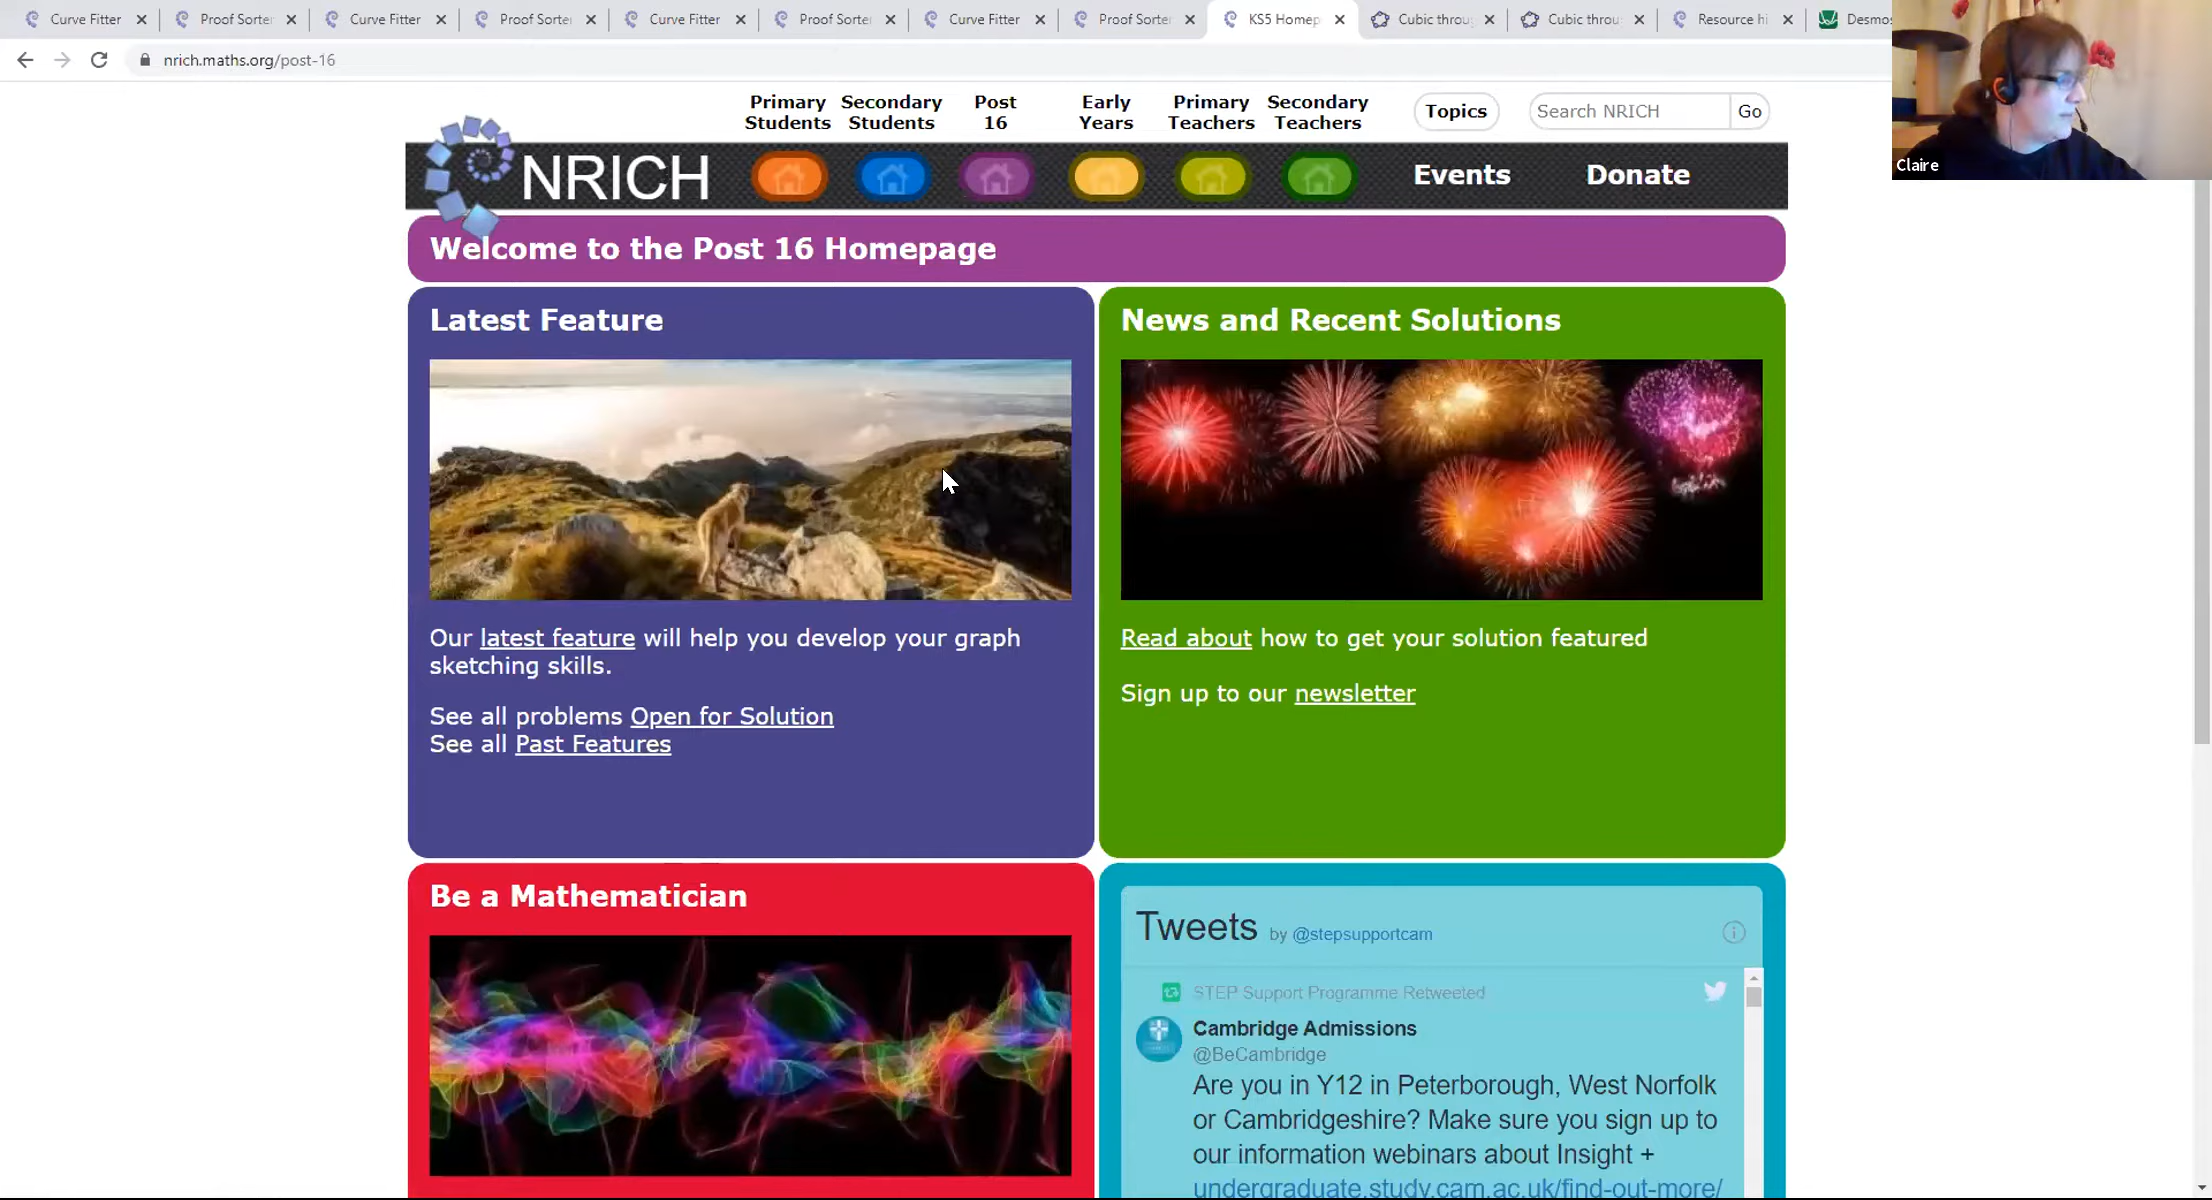 Curve Fitter
Proof Sorter
Curve Fitter
Proof Sorter
Curve Fitter
Proof Sorter
Curve Fitter
Proof Sorter
KS5 Homep
Cubic throu
Cubic throu
Resource hi
Desmos
nrich.maths.org/post-16
Primary Students
Secondary Students
Post 16
Early Years
Primary Teachers
Secondary Teachers
Topics
Search NRICH
Go
Claire
NRICH
Events
Donate
Welcome to the Post 16 Homepage
Latest Feature
Our latest feature will help you develop your graph
sketching skills.
See all problems Open for Solution
See all Past Features
News and Recent Solutions
Read about how to get your solution featured
Sign up to our newsletter
Be a Mathematician
Tweets by @stepsupportcam
STEP Support Programme Retweeted
Cambridge Admissions
@BeCambridge
Are you in Y12 in Peterborough, West Norfolk
or Cambridgeshire? Make sure you sign up to
our information webinars about Insight +
undergraduate.study.cam.ac.uk/find-out-more/